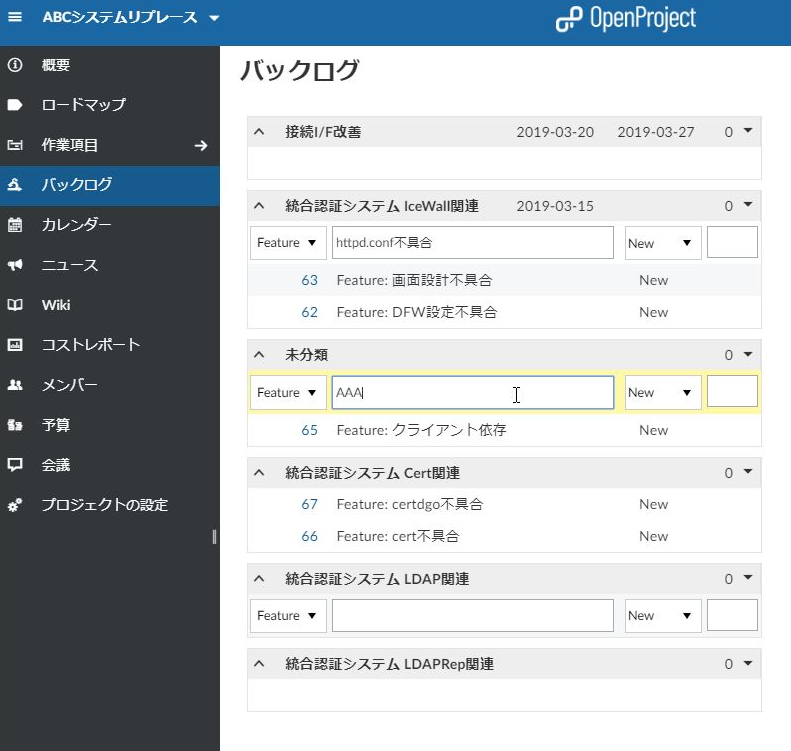 ABCシステムリプレース
OpenProject
概要
ロードマップ
作業項目
バックログ
カレンダー
ニュース
Wiki
コストレポート
メンバー
予算
会議
プロジェクトの設定
バックログ
接続I/F改善 2019-03-20 2019-03-27 0
統合認証システム IceWall関連 2019-03-15 0
Feature httpd.conf不具合 New
63 Feature: 画面設計不具合 New
62 Feature: DFW設定不具合 New
未分類 0
Feature AAA New
65 Feature: クライアント依存 New
統合認証システム Cert関連 0
67 Feature: certdgo不具合 New
66 Feature: cert不具合 New
統合認証システム LDAP関連 0
Feature New
統合認証システム LDAPRep関連 0